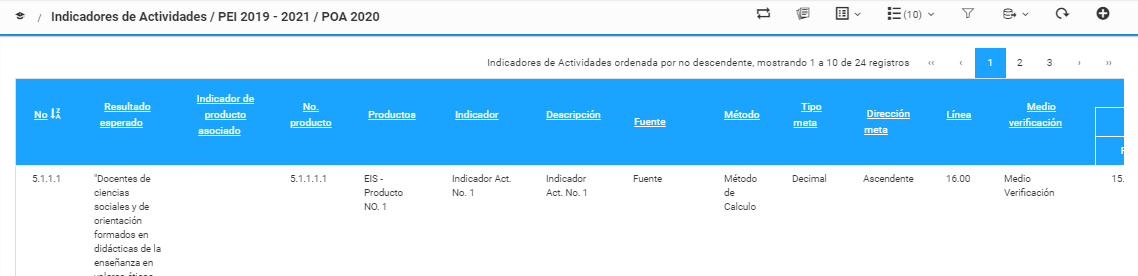 / Indicadores de Actividades / PEI 2019 - 2021 / POA 2020
(10)
Indicadores de Actividades ordenada por no descendente, mostrando 1 a 10 de 24 registros ‹‹ ‹ 1 2 3 › ››
No
Resultado
esperado
Indicador de
producto
asociado
No.
producto
Productos
Indicador
Descripción
Fuente
Método
Tipo
meta
Dirección
meta
Línea
Medio
verificación
5.1.1.1
"Docentes de
ciencias
sociales y de
orientación
formados en
didácticas de la
enseñanza en
5.1.1.1.1
EIS -
Producto
NO. 1
Indicador Act.
No. 1
Indicador
Act. No. 1
Fuente
Método
de
Calculo
Decimal
Ascendente
16.00
Medio
Verificación
15.